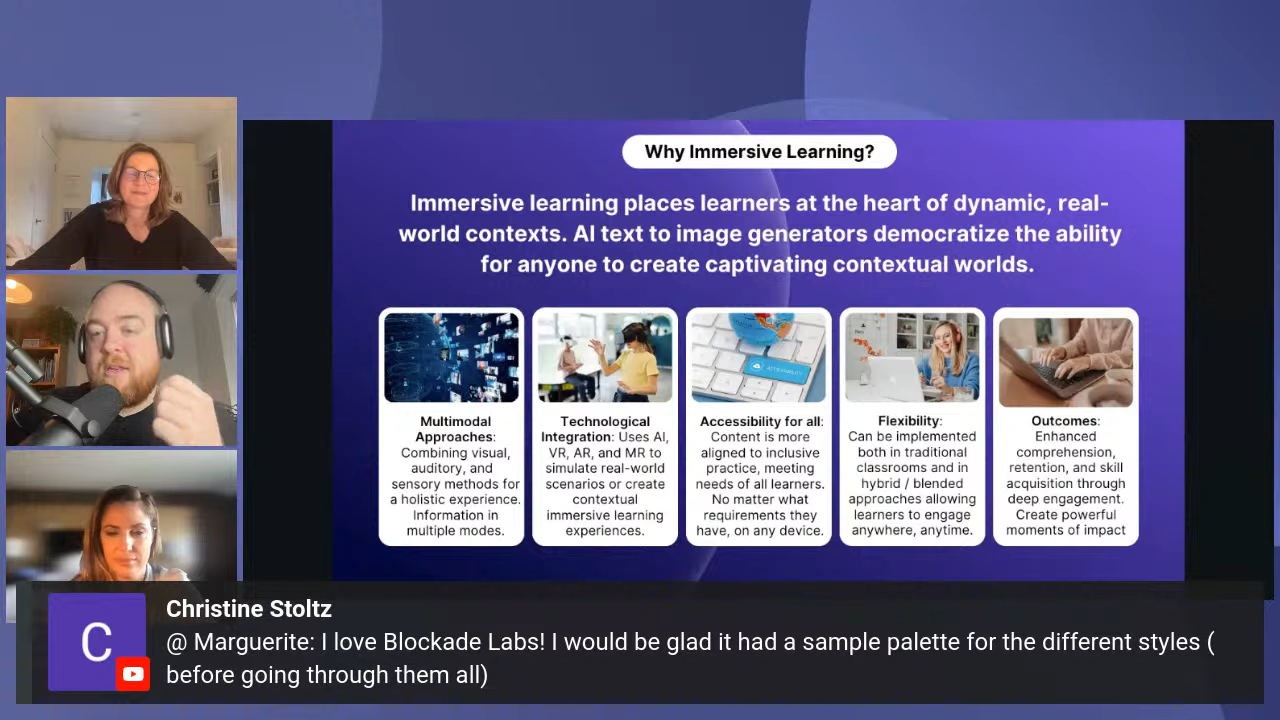 Why Immersive Learning?
Immersive learning places learners at the heart of dynamic, real-
world contexts. AI text to image generators democratize the ability
for anyone to create captivating contextual worlds.
Multimodal
Approaches:
Combining visual,
auditory, and
sensory methods for
a holistic experience.
Information in
multiple modes.
Technological
Integration: Uses AI,
VR, AR, and MR to
simulate real-world
scenarios or create
contextual
immersive learning
experiences.
ACCESSIBILITY
Accessibility for all:
Content is more
aligned to inclusive
practice, meeting
needs of all learners.
No matter what
requirements they
have, on any device.
Flexibility:
Can be implemented
both in traditional
classrooms and in
hybrid / blended
approaches allowing
learners to engage
anywhere, anytime.
Outcomes:
Enhanced
comprehension,
retention, and skill
acquisition through
deep engagement.
Create powerful
moments of impact
C
Christine Stoltz
@ Marguerite: I love Blockade Labs! I would be glad it had a sample palette for the different styles (
before going through them all)